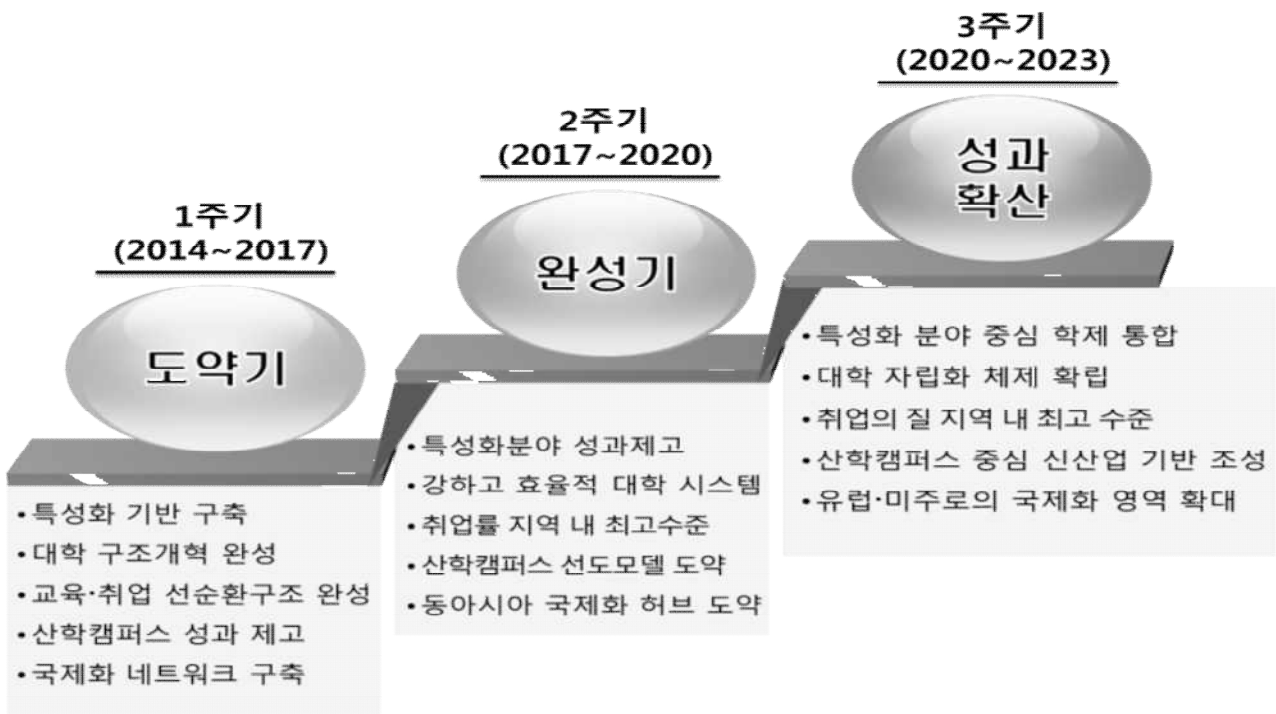 1주기
(2014~2017)
도약기
• 특성화 기반 구축
• 대학 구조개혁 완성
• 교육·취업 선순환구조 완성
• 산학캠퍼스 성과 제고
• 국제화 네트워크 구축
2주기
(2017~2020)
완성기
• 특성화분야 성과제고
• 강하고 효율적 대학 시스템
• 취업률 지역 내 최고수준
• 산학캠퍼스 선도모델 도약
• 동아시아 국제화 허브 도약
3주기
(2020~2023)
성과
확산
• 특성화 분야 중심 학제 통합
• 대학 자립화 체제 확립
• 취업의 질 지역 내 최고 수준
• 산학캠퍼스 중심 신산업 기반 조성
• 유럽·미주로의 국제화 영역 확대